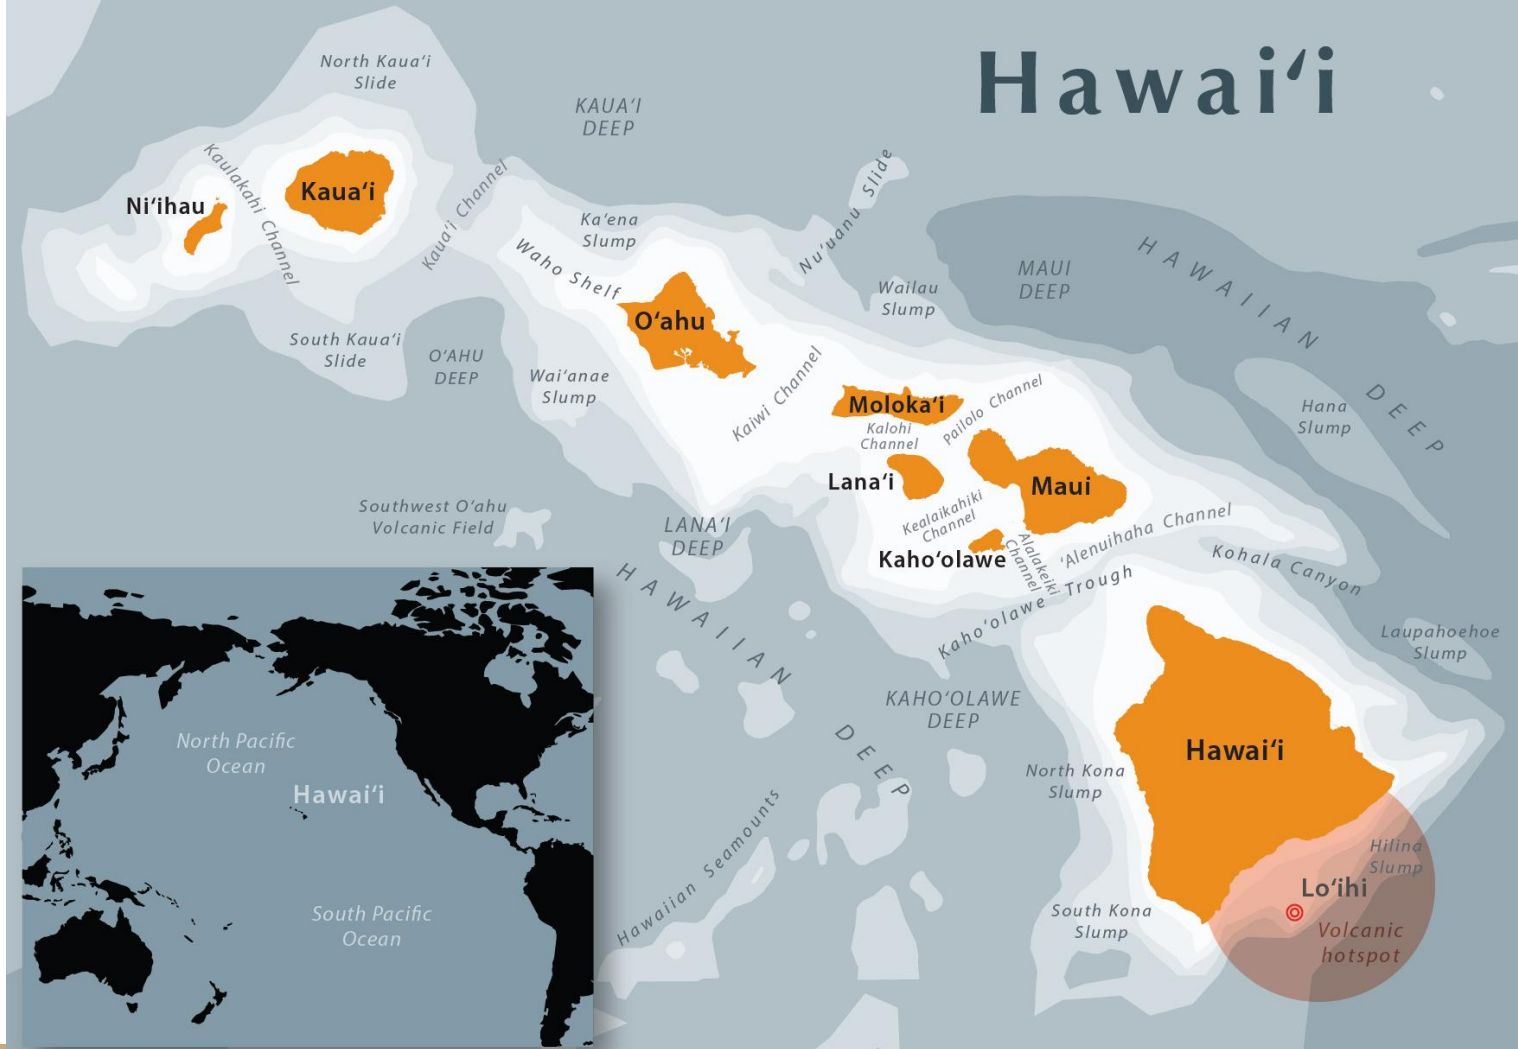 Hawai‘i
North Kaua‘i
Slide
KAUA‘I
DEEP
Kaulakahi Channel
Kaua‘i
Ni‘ihau
Kaua‘i Channel
Ka‘ena
Slump
Waho Shelf
Nu‘uanu Slide
HAWAIIAN DEEP
MAUI
DEEP
Wailau
Slump
O‘ahu
South Kaua‘i
Slide
O‘AHU
DEEP
Wai‘anae
Slump
Kaiwi Channel
Moloka‘i
Pailolo Channel
Kalohi
Channel
Hana
Slump
Lana‘i
Maui
Southwest O‘ahu
Volcanic Field
LANA‘I
DEEP
Kealaikahiki
Channel
Kaho‘olawe
Alalakeiki
Channel
‘Alenuihaha Channel
Kohala Canyon
Kaho‘olawe Trough
HAWAIIAN DEEP
Laupahoehoe
Slump
KAHO‘OLAWE
DEEP
Hawai‘i
North Kona
Slump
Hawaiian Seamounts
Hilina
Slump
Lo‘ihi
South Kona
Slump
Volcanic
hotspot
North Pacific
Ocean
Hawai‘i
South Pacific
Ocean